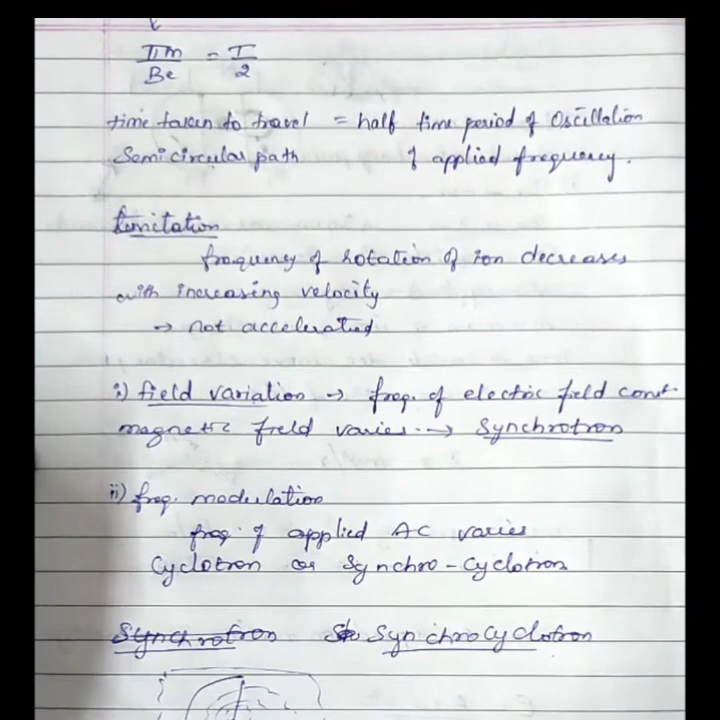 πm/Be = T/2
time taken to travel = half time period of Oscillation
Semicircular path of applied frequency.
Limitation
frequency of rotation of ion decreases
with increasing velocity
→ not accelerated
i) field variation → freq. of electric field const
magnetic field varies. → Synchrotron
ii) freq. modulation
freq. of applied AC varies
Cyclotron or Synchro-Cyclotron
Synchrotron Synchrocyclotron